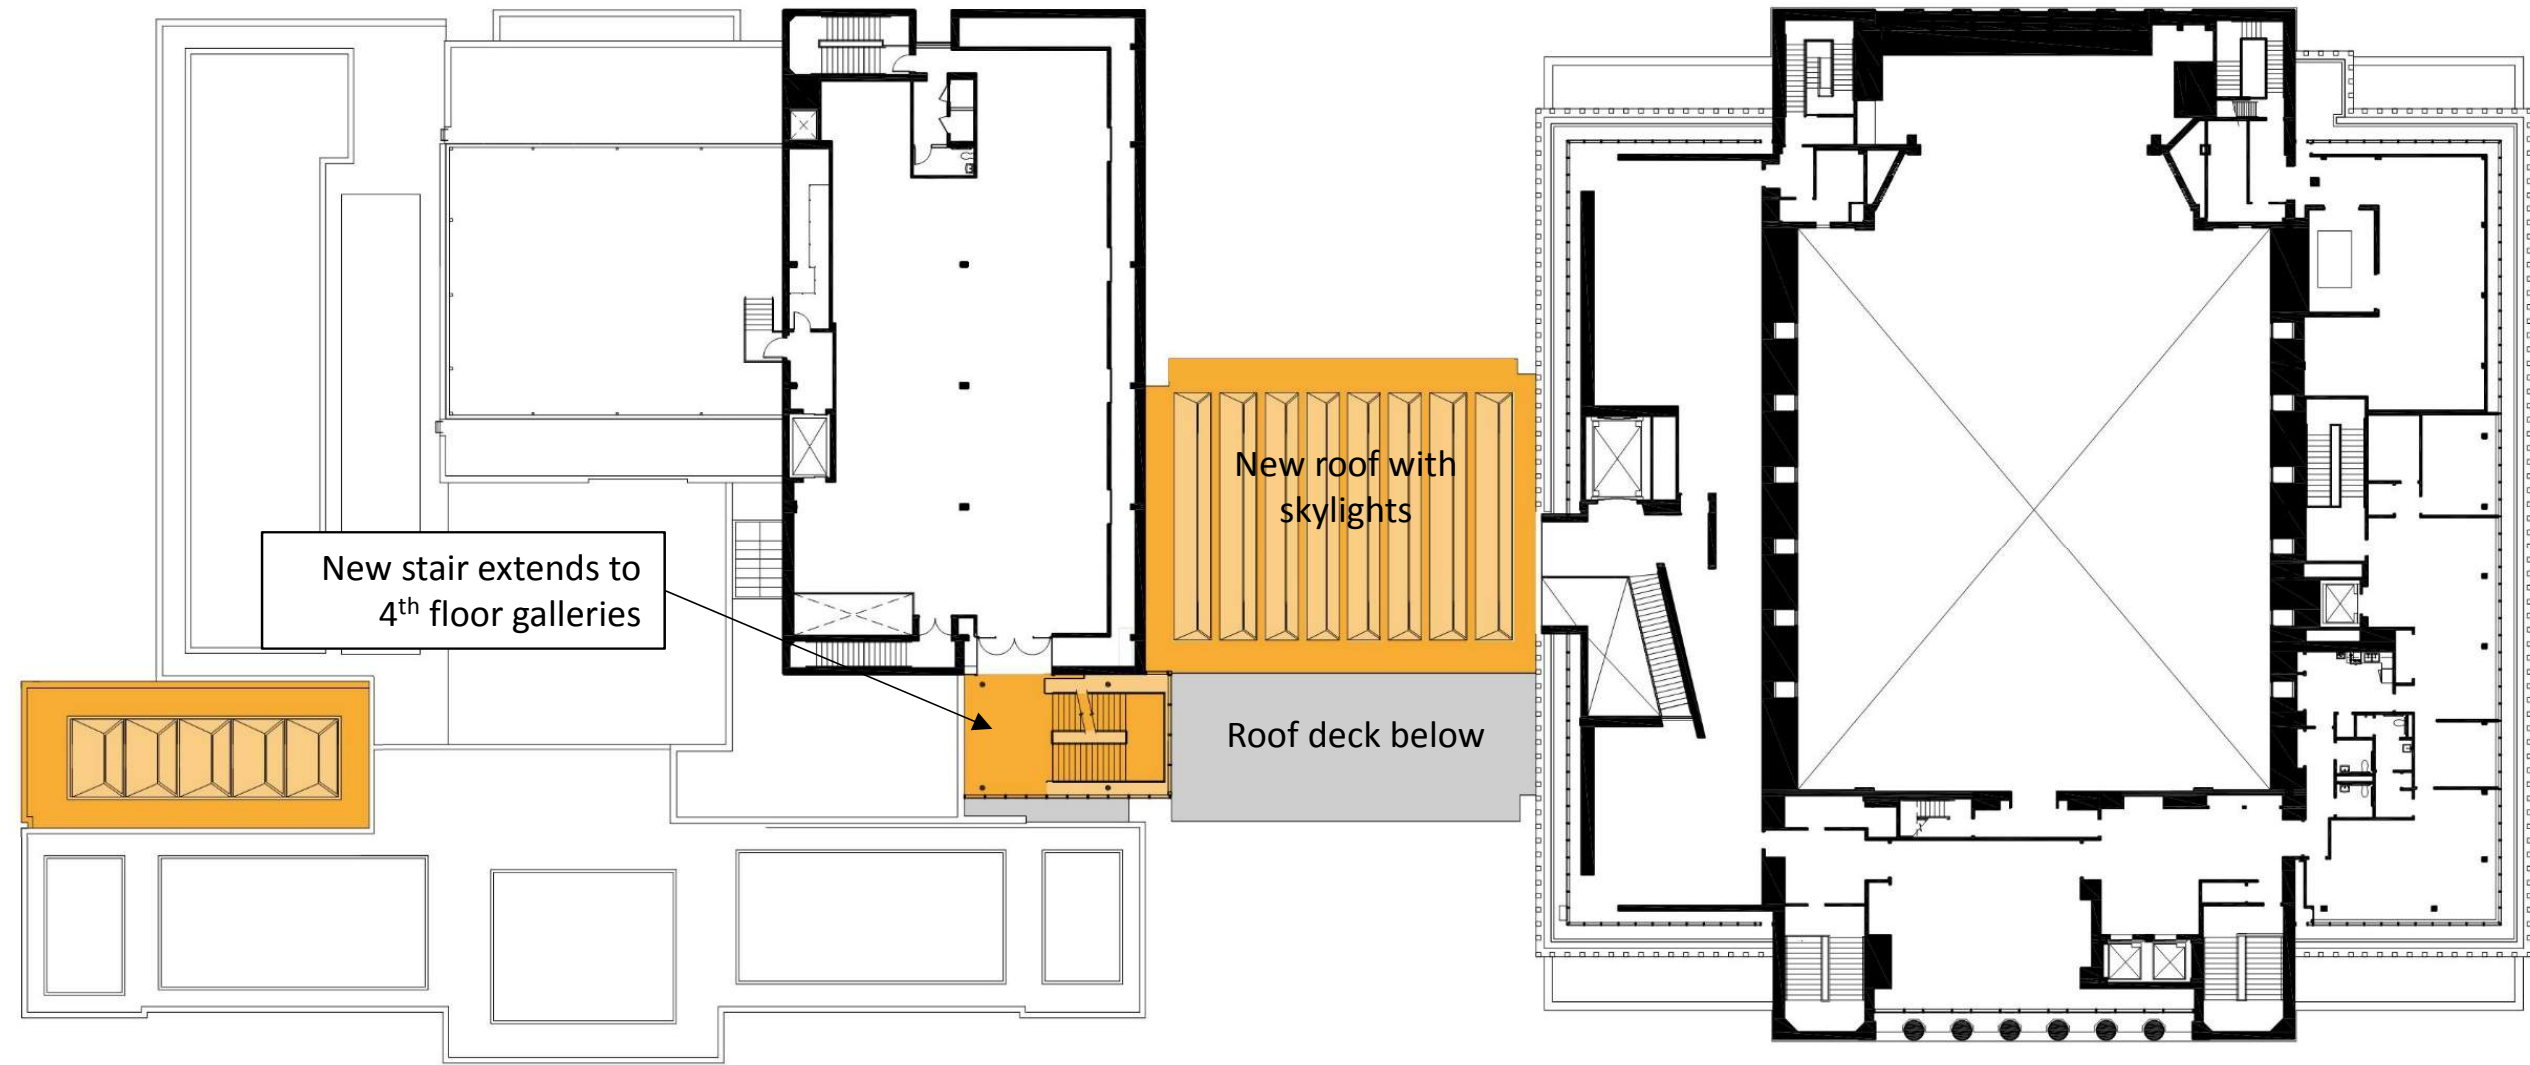 New roof with
skylights
New stair extends to
4th floor galleries
Roof deck below